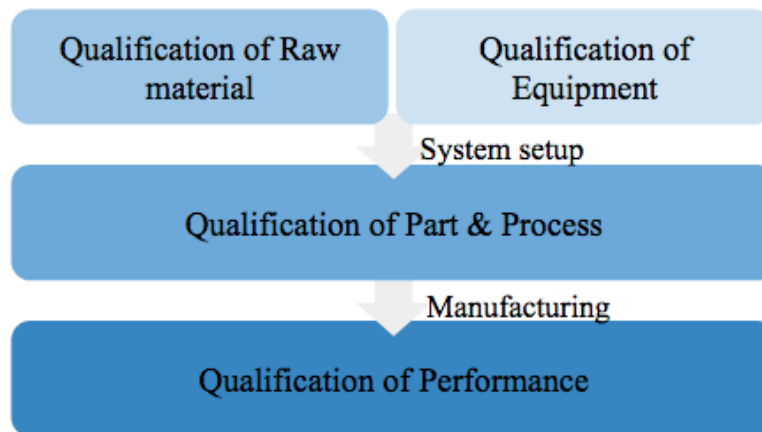 Qualification of Raw
material
Qualification of
Equipment
System setup
Qualification of Part & Process
Manufacturing
Qualification of Performance